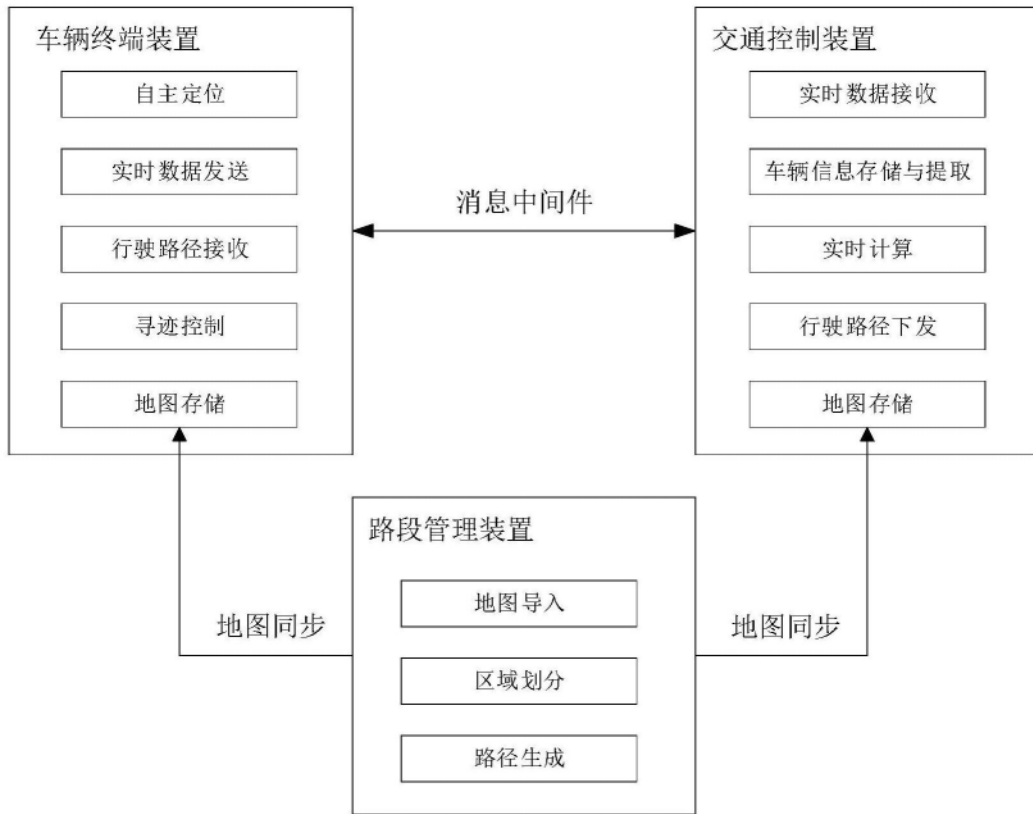 车辆终端装置
自主定位
实时数据发送
行驶路径接收
寻迹控制
地图存储
消息中间件
交通控制装置
实时数据接收
车辆信息存储与提取
实时计算
行驶路径下发
地图存储
路段管理装置
地图导入
区域划分
路径生成
地图同步
地图同步